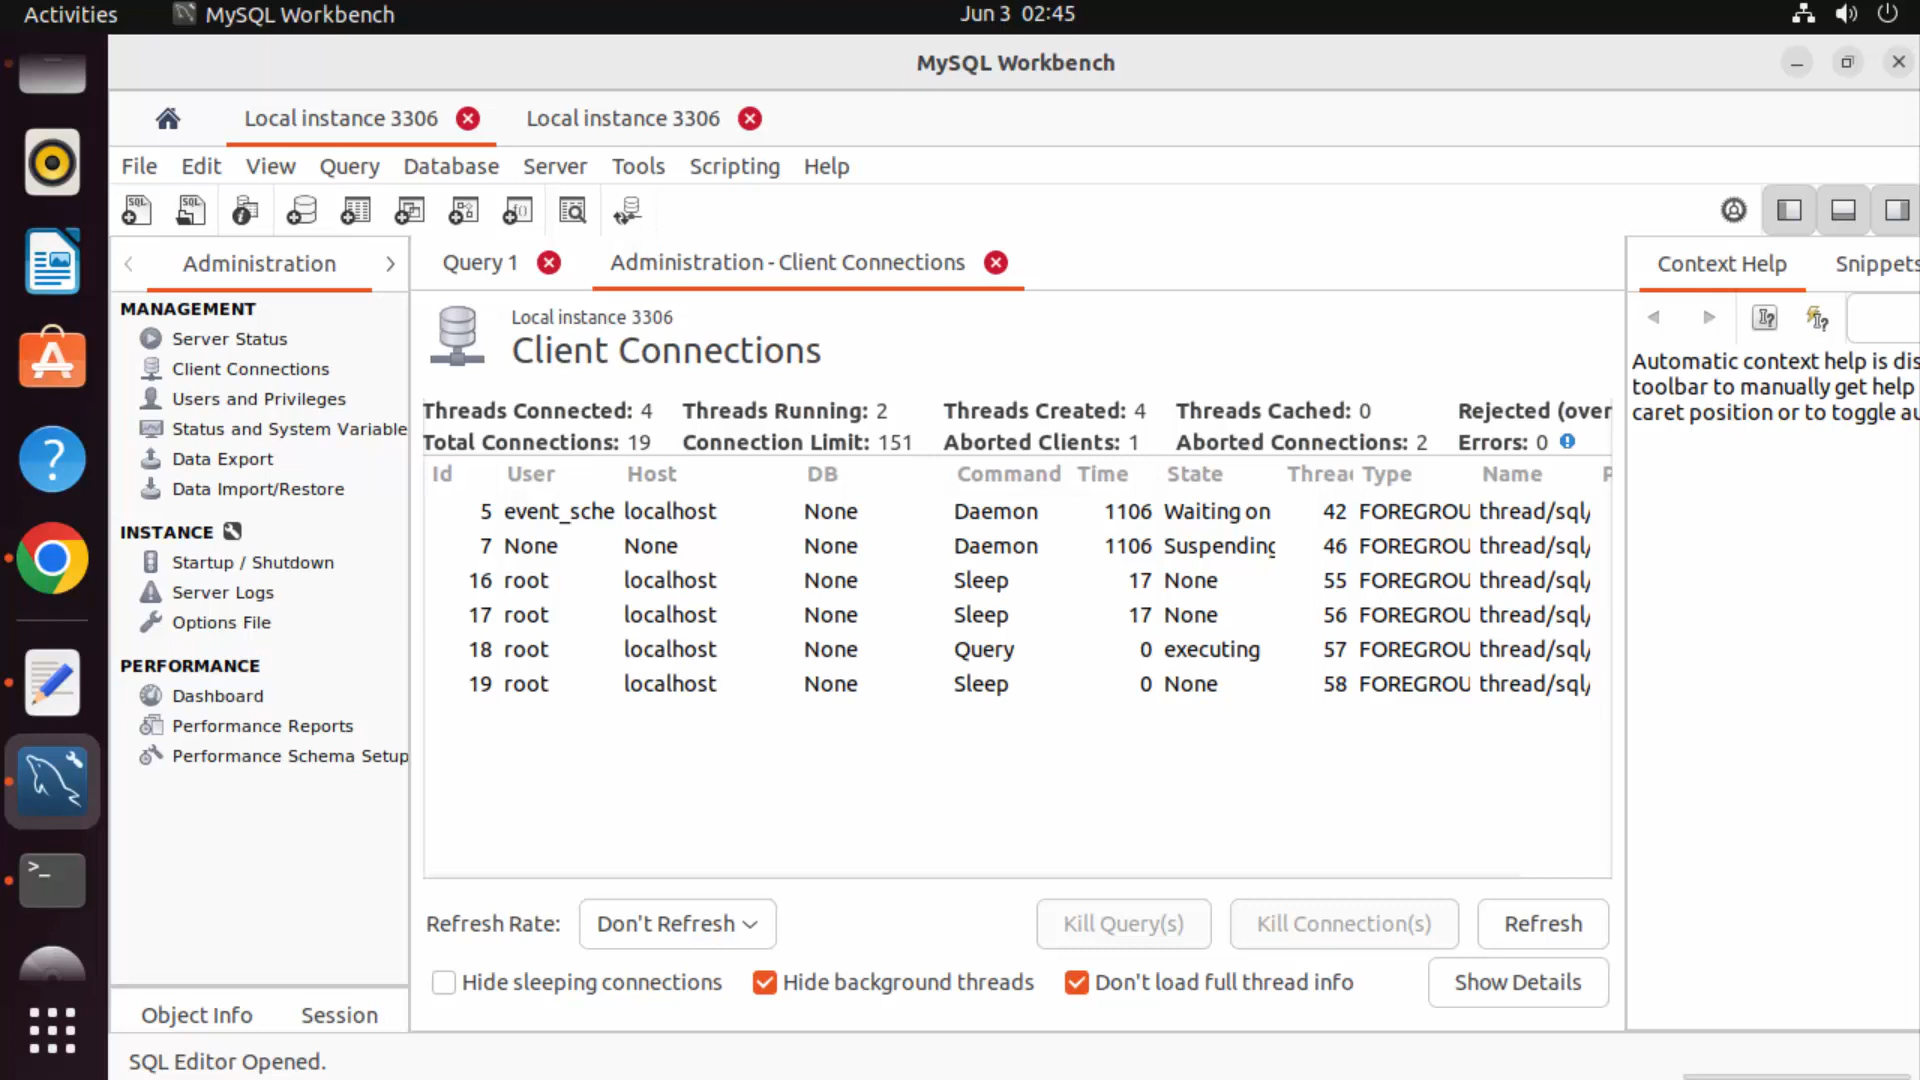 Activities MySQL Workbench Jun 3 02:45
MySQL Workbench
Local instance 3306 Local instance 3306
File Edit View Query Database Server Tools Scripting Help
Administration Query 1 Administration - Client Connections Context Help Snippets
MANAGEMENT
Server Status
Client Connections
Users and Privileges
Status and System Variable
Data Export
Data Import/Restore
INSTANCE
Startup / Shutdown
Server Logs
Options File
PERFORMANCE
Dashboard
Performance Reports
Performance Schema Setup
Object Info Session
Local instance 3306
Client Connections
Threads Connected: 4 Threads Running: 2 Threads Created: 4 Threads Cached: 0 Rejected (over
Total Connections: 19 Connection Limit: 151 Aborted Clients: 1 Aborted Connections: 2 Errors: 0
Id User Host DB Command Time State Thread Type Name P
5 event_sche localhost None Daemon 1106 Waiting on 42 FOREGROU thread/sql/
7 None None None Daemon 1106 Suspending 46 FOREGROU thread/sql/
16 root localhost None Sleep 17 None 55 FOREGROU thread/sql/
17 root localhost None Sleep 17 None 56 FOREGROU thread/sql/
18 root localhost None Query 0 executing 57 FOREGROU thread/sql/
19 root localhost None Sleep 0 None 58 FOREGROU thread/sql/
Refresh Rate: Don't Refresh Kill Query(s) Kill Connection(s) Refresh
Hide sleeping connections Hide background threads Don't load full thread info Show Details
Automatic context help is dis
toolbar to manually get help
caret position or to toggle au
SQL Editor Opened.